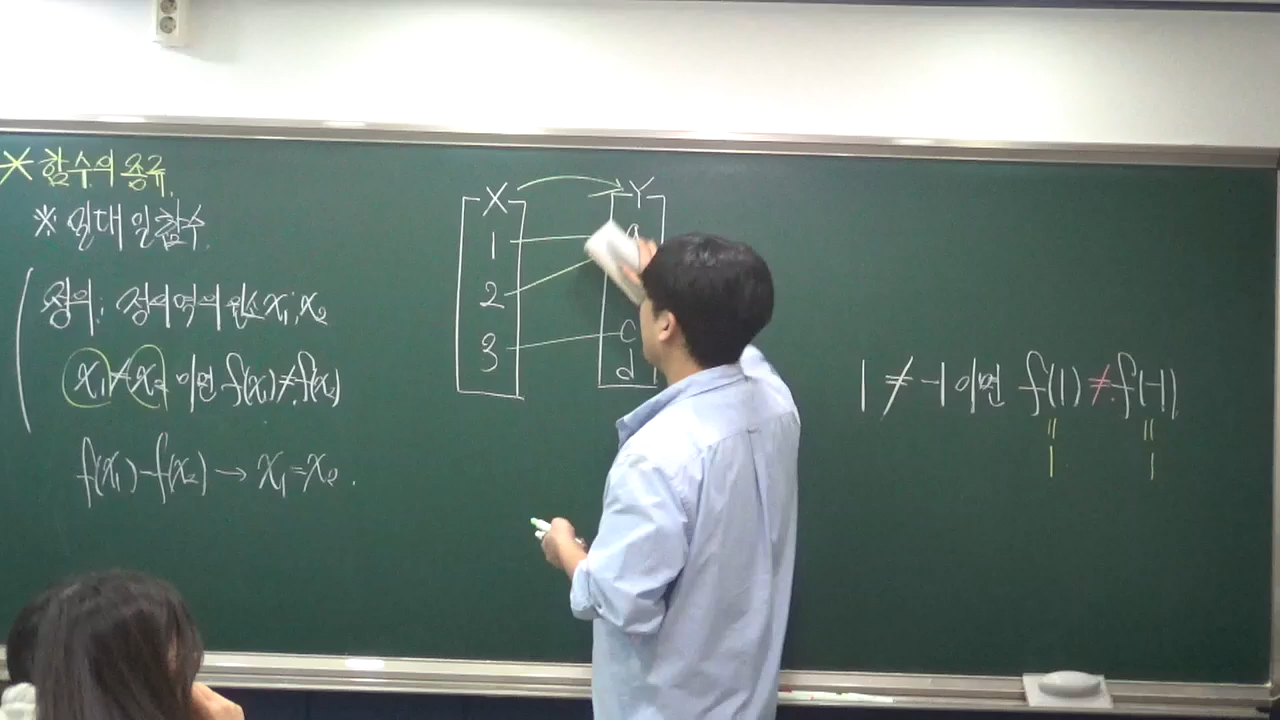 * 함수의 종류.
※ 일대일함수.
정의: 정의역의 원소 x₁, x₂
x₁≠x₂ 이면 f(x₁)≠f(x₂)
f(x₁)=f(x₂) → x₁=x₂.
X Y
1 a
2
3 c
d
1 ≠ -1 이면 f(1) ≠ f(-1)
" "
1 1